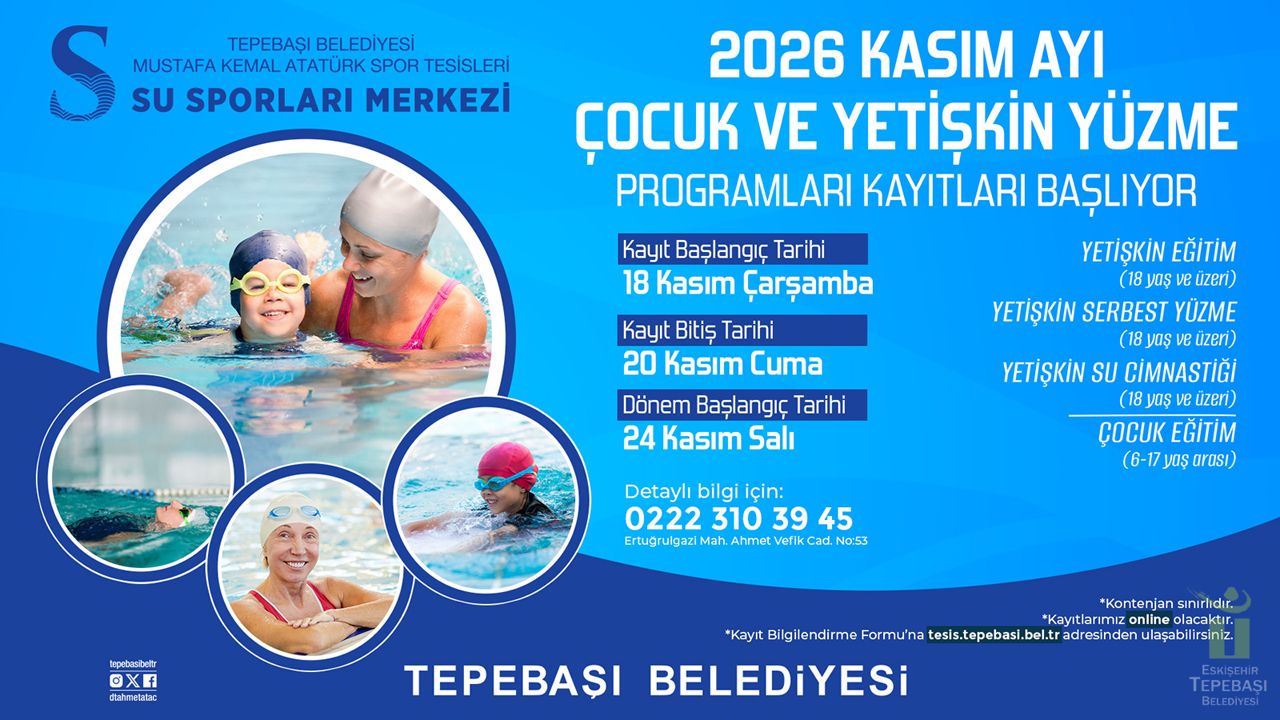 TEPEBAŞI BELEDİYESİ
MUSTAFA KEMAL ATATÜRK SPOR TESİSLERİ
SU SPORLARI MERKEZİ
2026 KASIM AYI
ÇOCUK VE YETİŞKİN YÜZME
PROGRAMLARI KAYITLARI BAŞLIYOR
Kayıt Başlangıç Tarihi
18 Kasım Çarşamba
Kayıt Bitiş Tarihi
20 Kasım Cuma
Dönem Başlangıç Tarihi
24 Kasım Salı
YETİŞKİN EĞİTİM
(18 yaş ve üzeri)
YETİŞKİN SERBEST YÜZME
(18 yaş ve üzeri)
YETİŞKİN SU CİMNASTİĞİ
(18 yaş ve üzeri)
ÇOCUK EĞİTİM
(6-17 yaş arası)
Detaylı bilgi için:
0222 310 39 45
Ertuğrulgazi Mah. Ahmet Vefik Cad. No:53
*Kontenjan sınırlıdır.
*Kayıtlarımız online olacaktır.
*Kayıt Bilgilendirme Formu'na tesis.tepebasi.bel.tr adresinden ulaşabilirsiniz.
tepebasibeltr
dtahmetatac
TEPEBAŞI BELEDİYESİ
ESKİŞEHİR
TEPEBAŞI
BELEDİYESİ